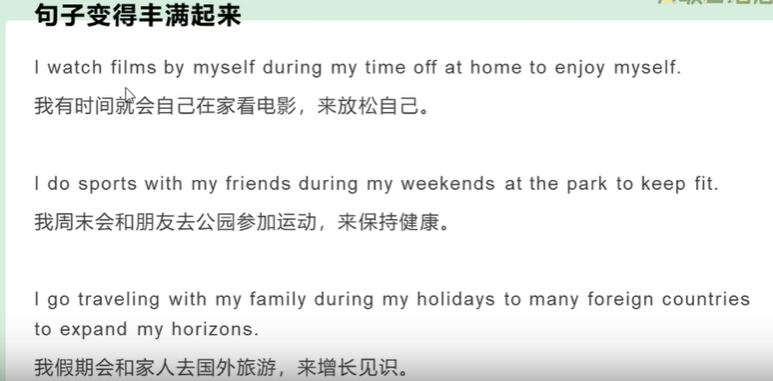 句子变得丰满起来
I watch films by myself during my time off at home to enjoy myself.
我有时间就会自己在家看电影，来放松自己。
I do sports with my friends during my weekends at the park to keep fit.
我周末会和朋友去公园参加运动，来保持健康。
I go traveling with my family during my holidays to many foreign countries
to expand my horizons.
我假期会和家人去国外旅游，来增长见识。